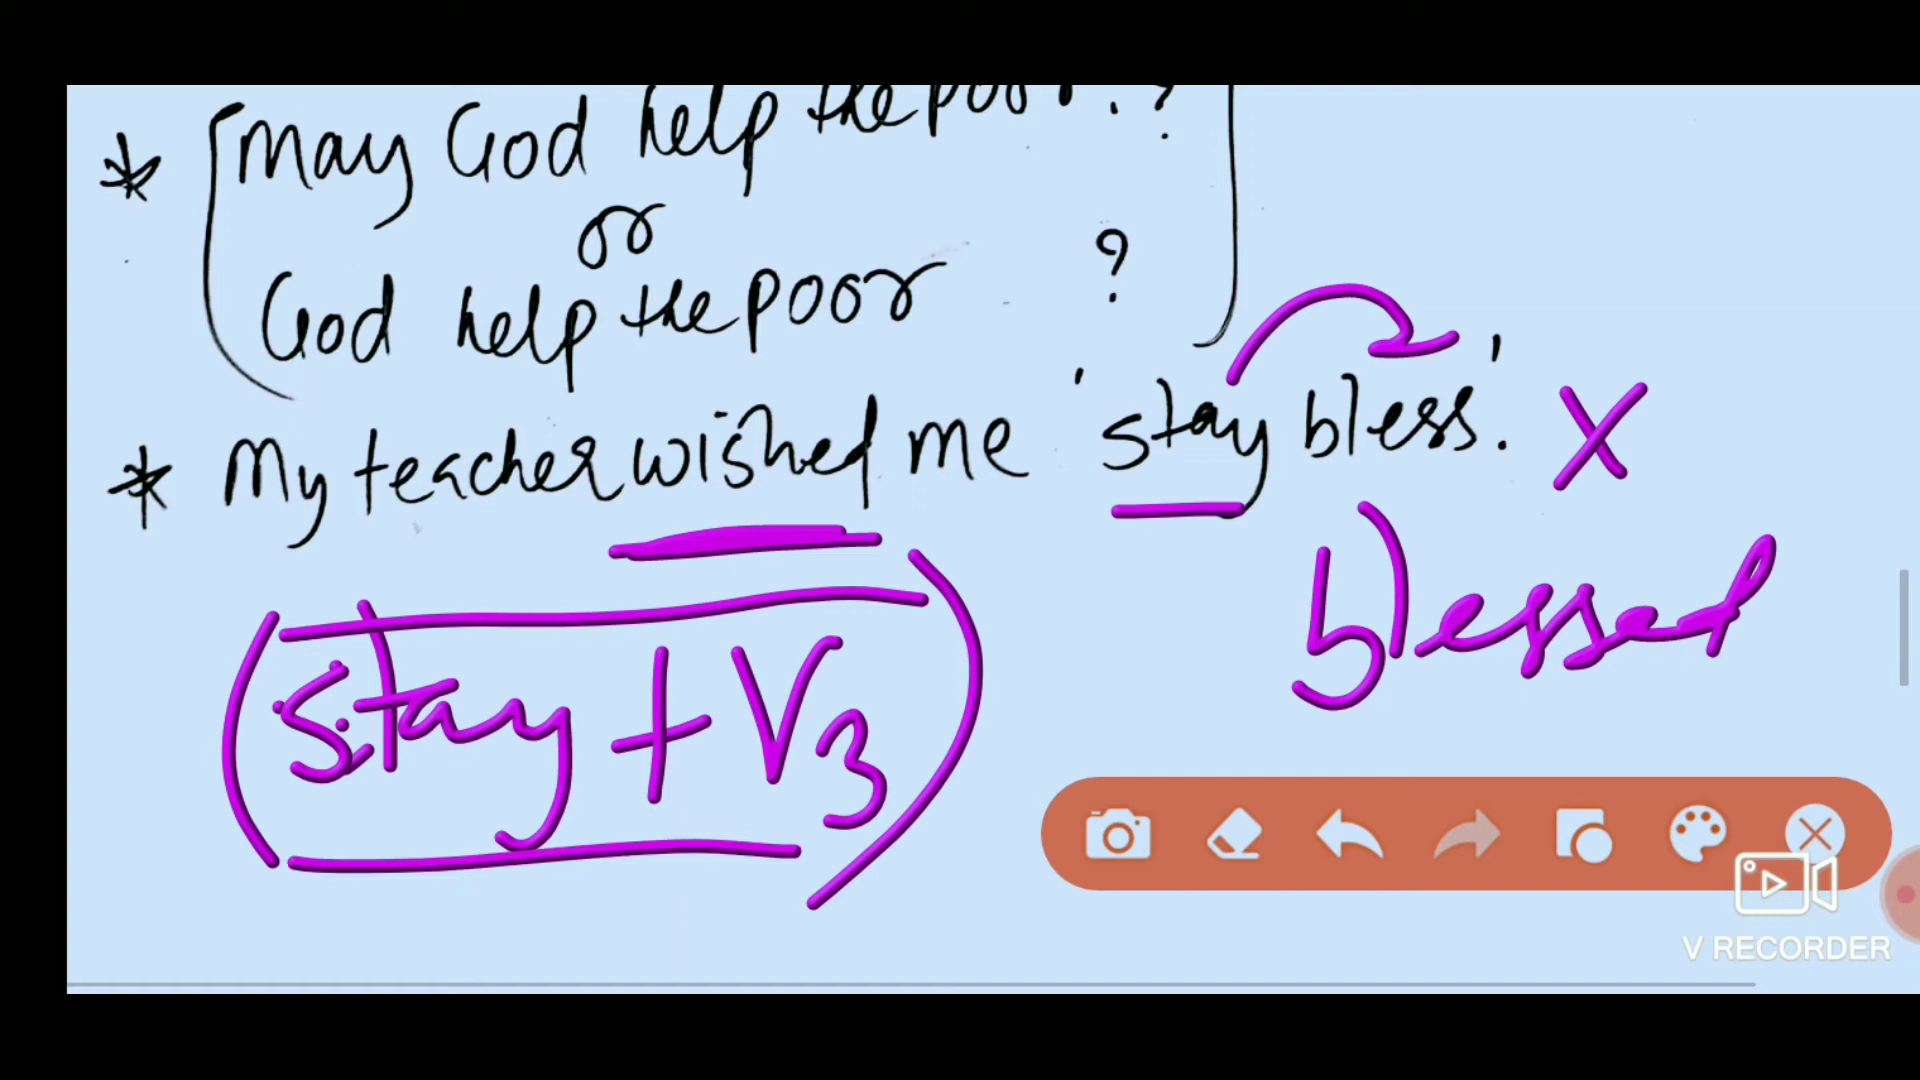 * May God help the poor . ?
or
God help the poor ?
* My teacher wished me 'stay bless'. X
blessed
(stay + V3)
V RECORDER